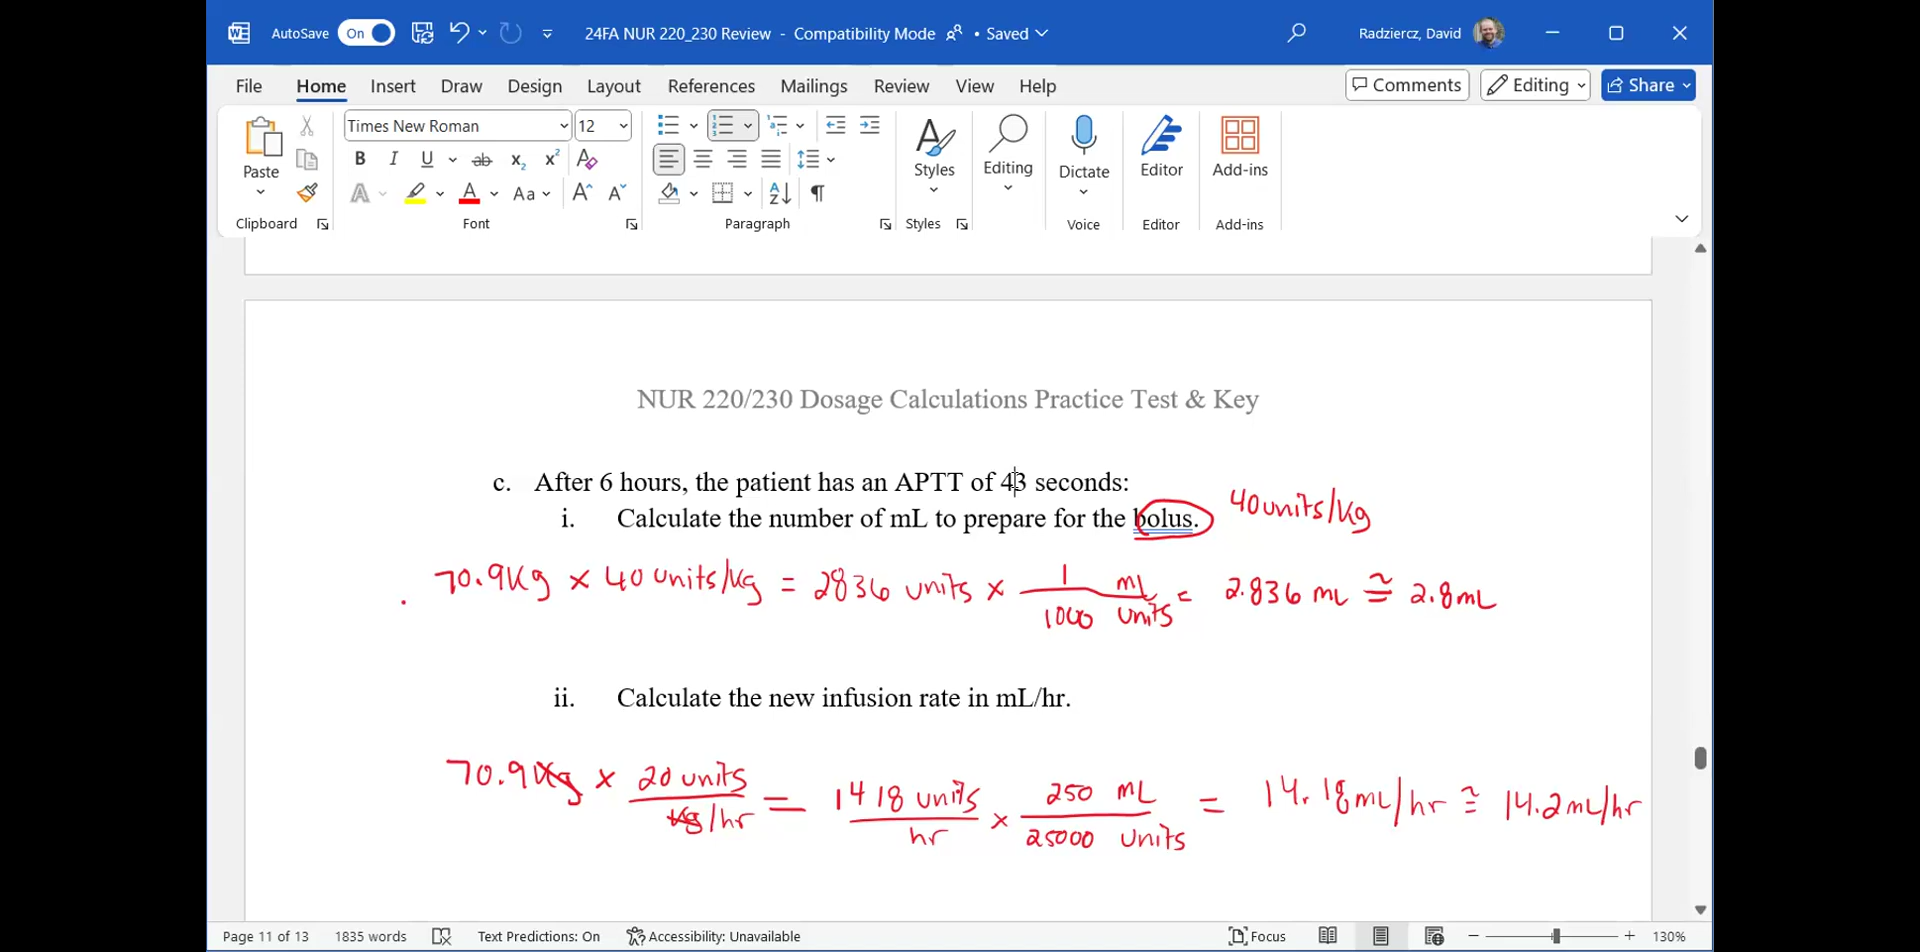 AutoSave On 24FA NUR 220_230 Review - Compatibility Mode • Saved Radziercz, David
File Home Insert Draw Design Layout References Mailings Review View Help Comments Editing Share
Times New Roman 12
B I U ab x₂ x² A
A A Aa A A A Z ¶
Paste Styles Editing Dictate Editor Add-ins
Clipboard Font Paragraph Styles Voice Editor Add-ins
NUR 220/230 Dosage Calculations Practice Test & Key
c. After 6 hours, the patient has an APTT of 43 seconds:
i. Calculate the number of mL to prepare for the bolus. 40 units/kg
70.9Kg × 40 units/kg = 2836 units × 1 mL / 1000 units = 2.836 mL ≅ 2.8mL
ii. Calculate the new infusion rate in mL/hr.
70.9kg × 20 units / kg/hr = 1418 units / hr × 250 mL / 25000 units = 14.18mL/hr ≅ 14.2mL/hr
Page 11 of 13 1835 words Text Predictions: On Accessibility: Unavailable Focus 130%